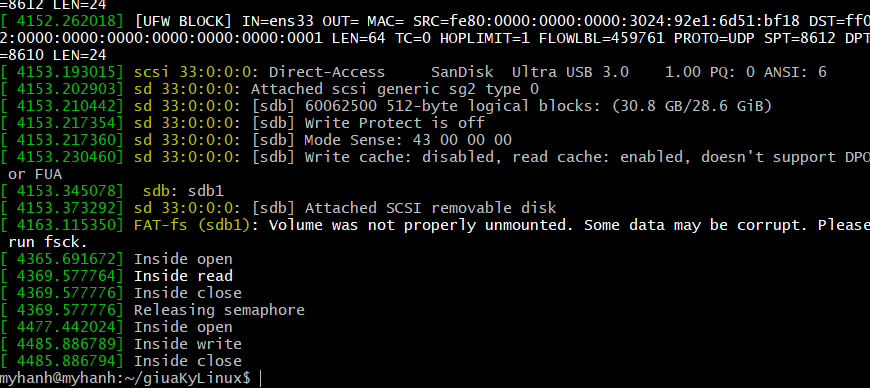 =8612 LEN=24
[ 4152.262018] [UFW BLOCK] IN=ens33 OUT= MAC= SRC=fe80:0000:0000:0000:3024:92e1:6d51:bf18 DST=ff0
2:0000:0000:0000:0000:0000:0000:0001 LEN=64 TC=0 HOPLIMIT=1 FLOWLBL=459761 PROTO=UDP SPT=8612 DPT
=8610 LEN=24
[ 4153.193015] scsi 33:0:0:0: Direct-Access     SanDisk  Ultra USB 3.0    1.00 PQ: 0 ANSI: 6
[ 4153.202903] sd 33:0:0:0: Attached scsi generic sg2 type 0
[ 4153.210442] sd 33:0:0:0: [sdb] 60062500 512-byte logical blocks: (30.8 GB/28.6 GiB)
[ 4153.217354] sd 33:0:0:0: [sdb] Write Protect is off
[ 4153.217360] sd 33:0:0:0: [sdb] Mode Sense: 43 00 00 00
[ 4153.230460] sd 33:0:0:0: [sdb] Write cache: disabled, read cache: enabled, doesn't support DPO
 or FUA
[ 4153.345078]  sdb: sdb1
[ 4153.373292] sd 33:0:0:0: [sdb] Attached SCSI removable disk
[ 4163.115350] FAT-fs (sdb1): Volume was not properly unmounted. Some data may be corrupt. Please
 run fsck.
[ 4365.691672] Inside open
[ 4369.577764] Inside read
[ 4369.577776] Inside close
[ 4369.577776] Releasing semaphore
[ 4477.442024] Inside open
[ 4485.886789] Inside write
[ 4485.886794] Inside close
myhanh@myhanh:~/giuaKyLinux$